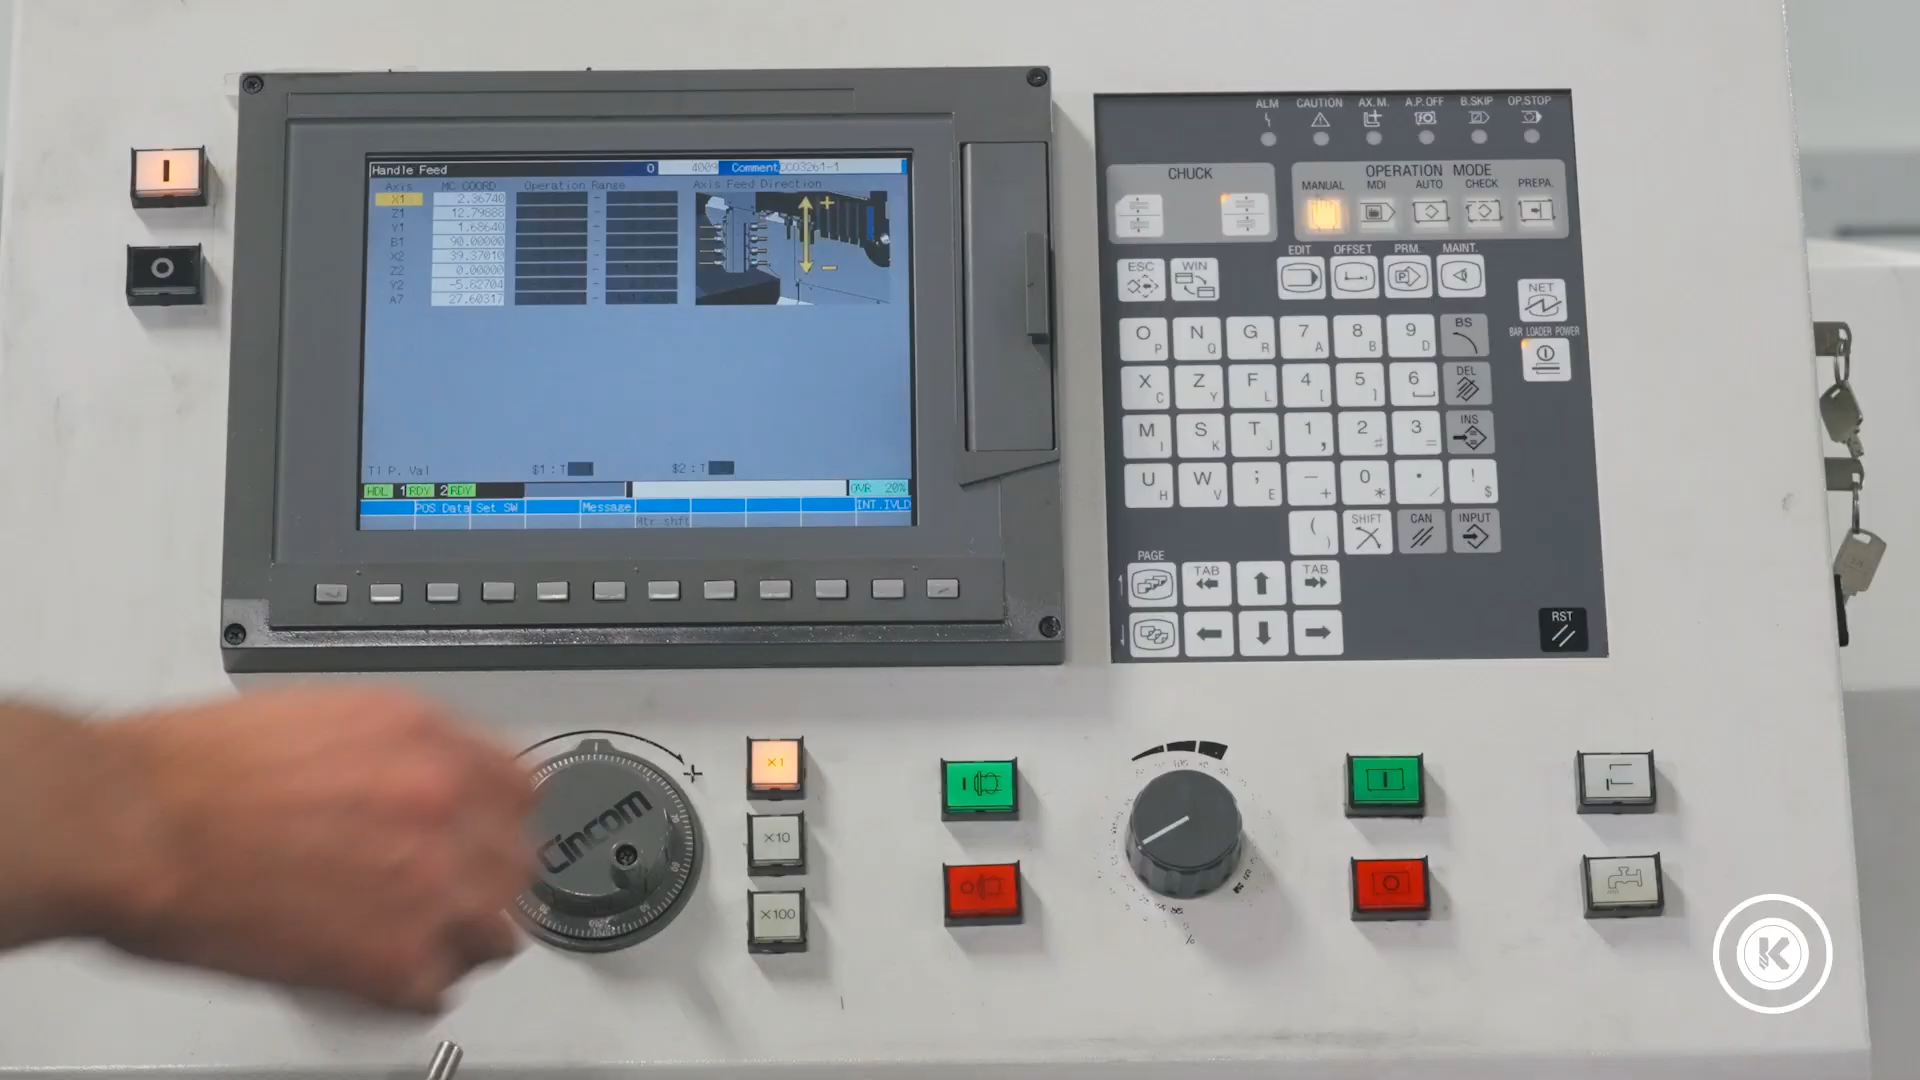 Handle Feed 0 4009 Comment CC03261-1
Axis MC COORD Operation Range Axis Feed Direction
X1 2.36740
Z1 12.79888
Y1 1.68640
B1 90.00000
X2 39.37010
Z2 0.00000
Y2 -5.82704
A7 27.60317
+
−
Tl P. Val $1:T $2:T
HDL 1 RDY 2 RDY OVR 20%
POS Data Set SW Message INT.IVLD
Mtr shft
ALM CAUTION AX. M. A.P. OFF B.SKIP OP.STOP
CHUCK
OPERATION MODE
MANUAL MDI AUTO CHECK PREPA.
EDIT OFFSET PRM. MAINT.
ESC WIN
NET
BAR LOADER POWER
O P N Q G R 7 A 8 B 9 D BS
X C Z Y F L 4 [ 5 ] 6 DEL
M I S K T J 1 , 2 # 3 = INS
U H W V ; E − + 0 * . / ! $
( ) SHIFT CAN INPUT
PAGE TAB TAB
RST
Cincom
+
×1
×10
×100
%
K